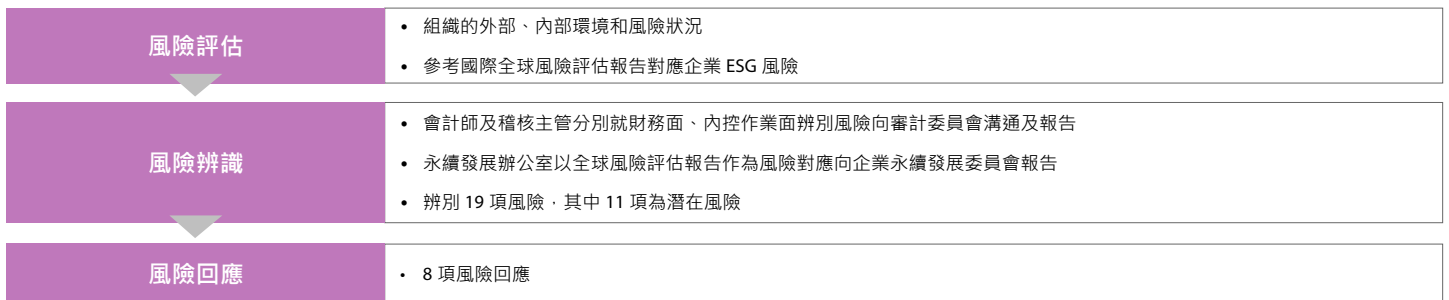 風險評估
• 組織的外部、內部環境和風險狀況
• 參考國際全球風險評估報告對應企業 ESG 風險
風險辨識
• 會計師及稽核主管分別就財務面、內控作業面辨別風險向審計委員會溝通及報告
• 永續發展辦公室以全球風險評估報告作為風險對應向企業永續發展委員會報告
• 辨別 19 項風險，其中 11 項為潛在風險
風險回應
• 8 項風險回應